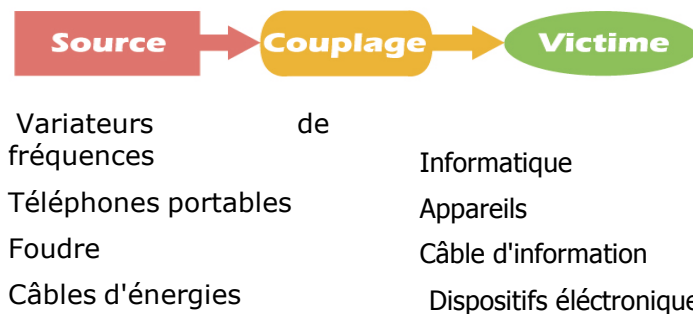 Source Couplage Victime
Variateurs de
fréquences
Téléphones portables
Foudre
Câbles d'énergies
Informatique
Appareils
Câble d'information
Dispositifs éléctronique